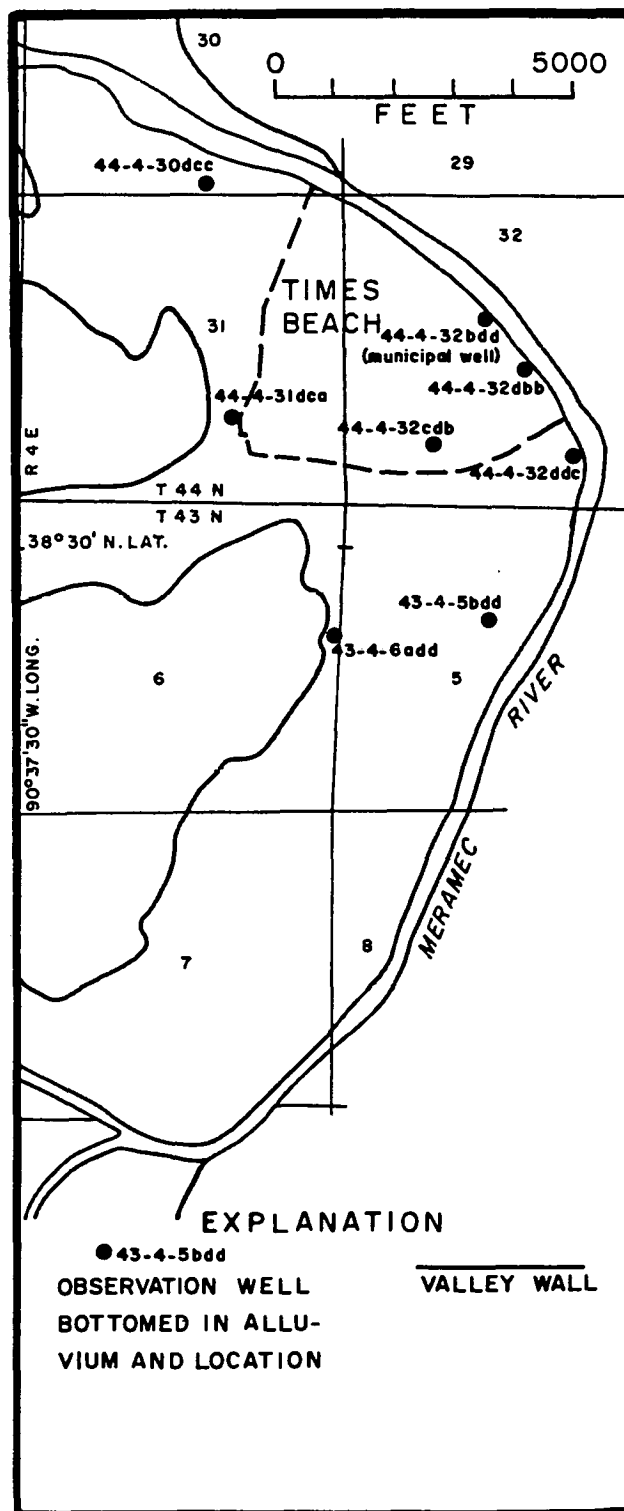 30
0 5000
FEET
44-4-30dcc
29
32
TIMES
BEACH
31
44-4-32bdd
(municipal well)
44-4-32dbb
44-4-31dca
44-4-32cdb
44-4-32ddc
R 4 E
T 44 N
T 43 N
38°30' N. LAT.
43-4-5bdd
43-4-6add
6
5
90°37'30" W. LONG.
RIVER
MERAMEC
7
8
EXPLANATION
43-4-5bdd
OBSERVATION WELL
BOTTOMED IN ALLU-
VIUM AND LOCATION
VALLEY WALL